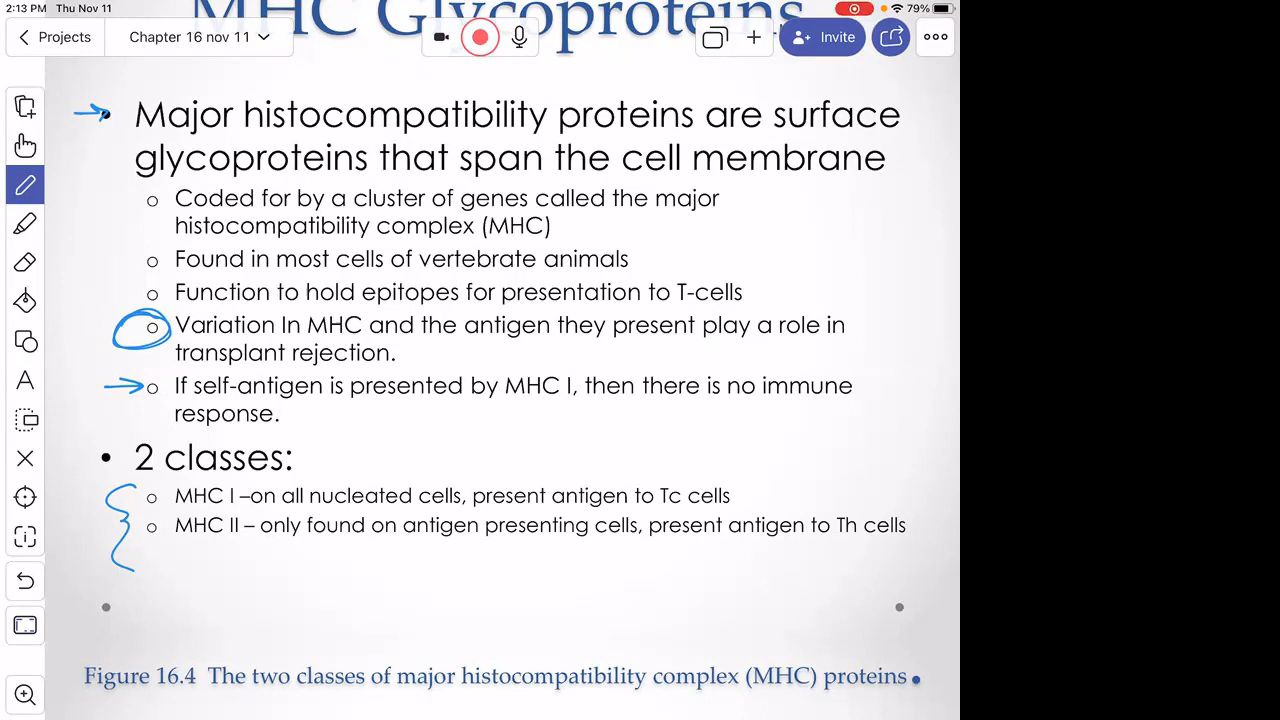 2:13 PM Thu Nov 11
79%
MHC Glycoproteins
Projects
Chapter 16 nov 11
Invite
Major histocompatibility proteins are surface
glycoproteins that span the cell membrane
Coded for by a cluster of genes called the major
histocompatibility complex (MHC)
Found in most cells of vertebrate animals
Function to hold epitopes for presentation to T-cells
Variation In MHC and the antigen they present play a role in
transplant rejection.
If self-antigen is presented by MHC I, then there is no immune
response.
2 classes:
MHC I –on all nucleated cells, present antigen to Tc cells
MHC II – only found on antigen presenting cells, present antigen to Th cells
Figure 16.4 The two classes of major histocompatibility complex (MHC) proteins.